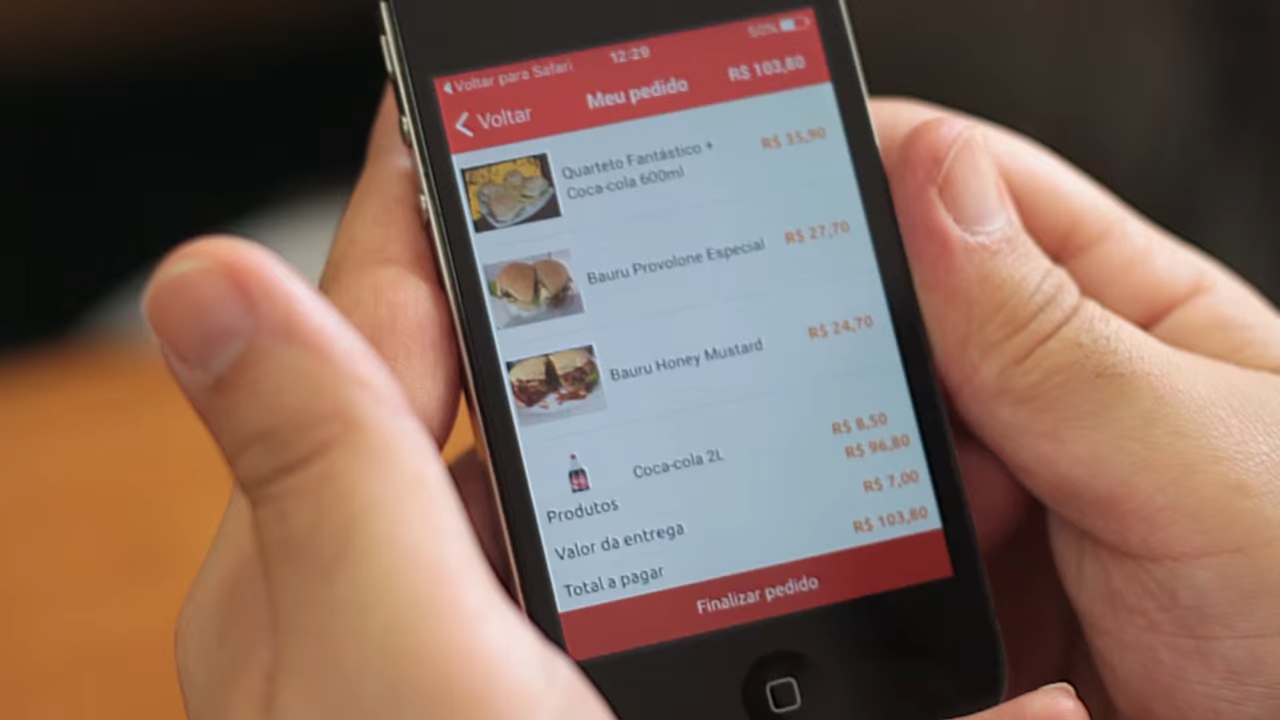 Voltar para Safari 12:29 50%
Voltar Meu pedido R$ 103,80
Quarteto Fantástico + R$ 35,90
Coca-cola 600ml
Bauru Provolone Especial R$ 27,70
Bauru Honey Mustard R$ 24,70
Coca-cola 2L R$ 8,50
Produtos R$ 96,80
Valor da entrega R$ 7,00
Total a pagar R$ 103,80
Finalizar pedido